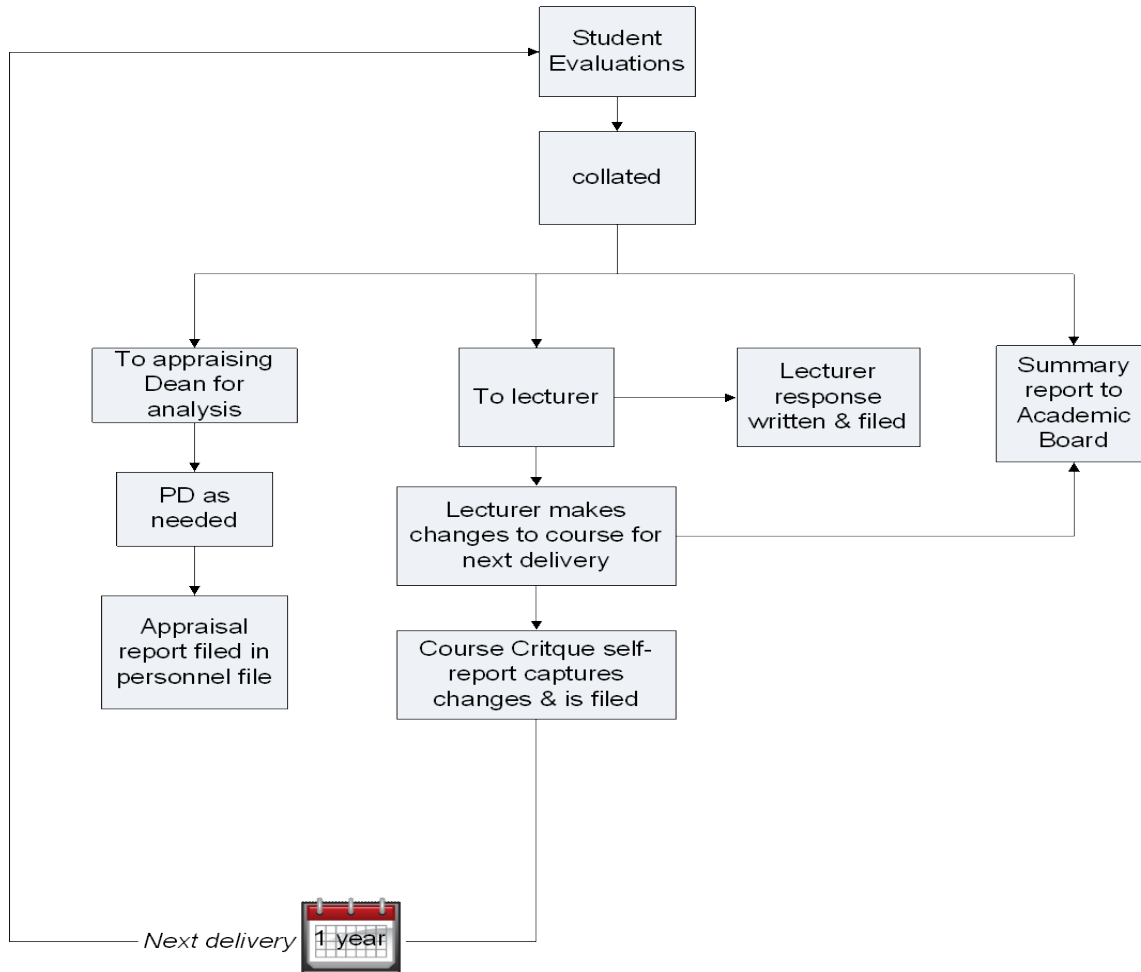 Student
Evaluations
collated
To appraising
Dean for
analysis
To lecturer
Lecturer
response
written & filed
Summary
report to
Academic
Board
PD as
needed
Lecturer makes
changes to course for
next delivery
Appraisal
report filed in
personnel file
Course Critque self-
report captures
changes & is filed
Next delivery
1 year